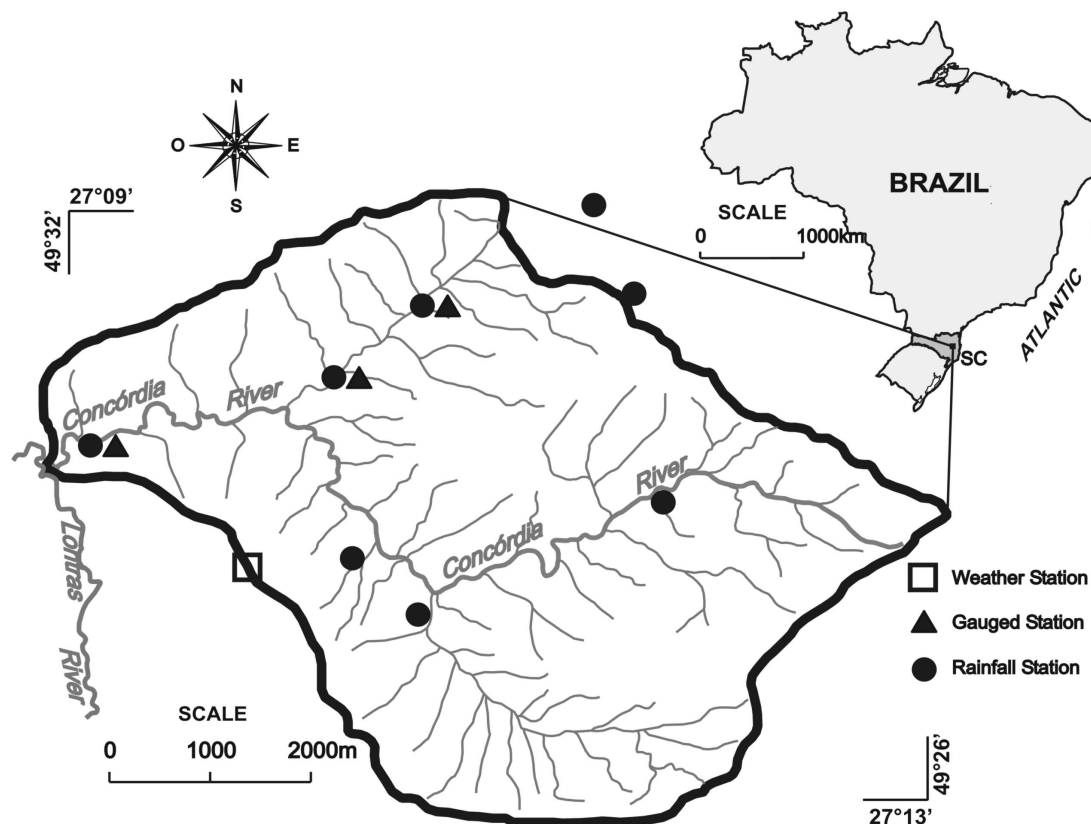 N
O
E
S
27°09'
49°32'
BRAZIL
SCALE
0
1000km
ATLANTIC
SC
Concórdia
River
River
Concórdia
Lontras
River
Weather Station
Gauged Station
Rainfall Station
SCALE
0
1000
2000m
49°26'
27°13'